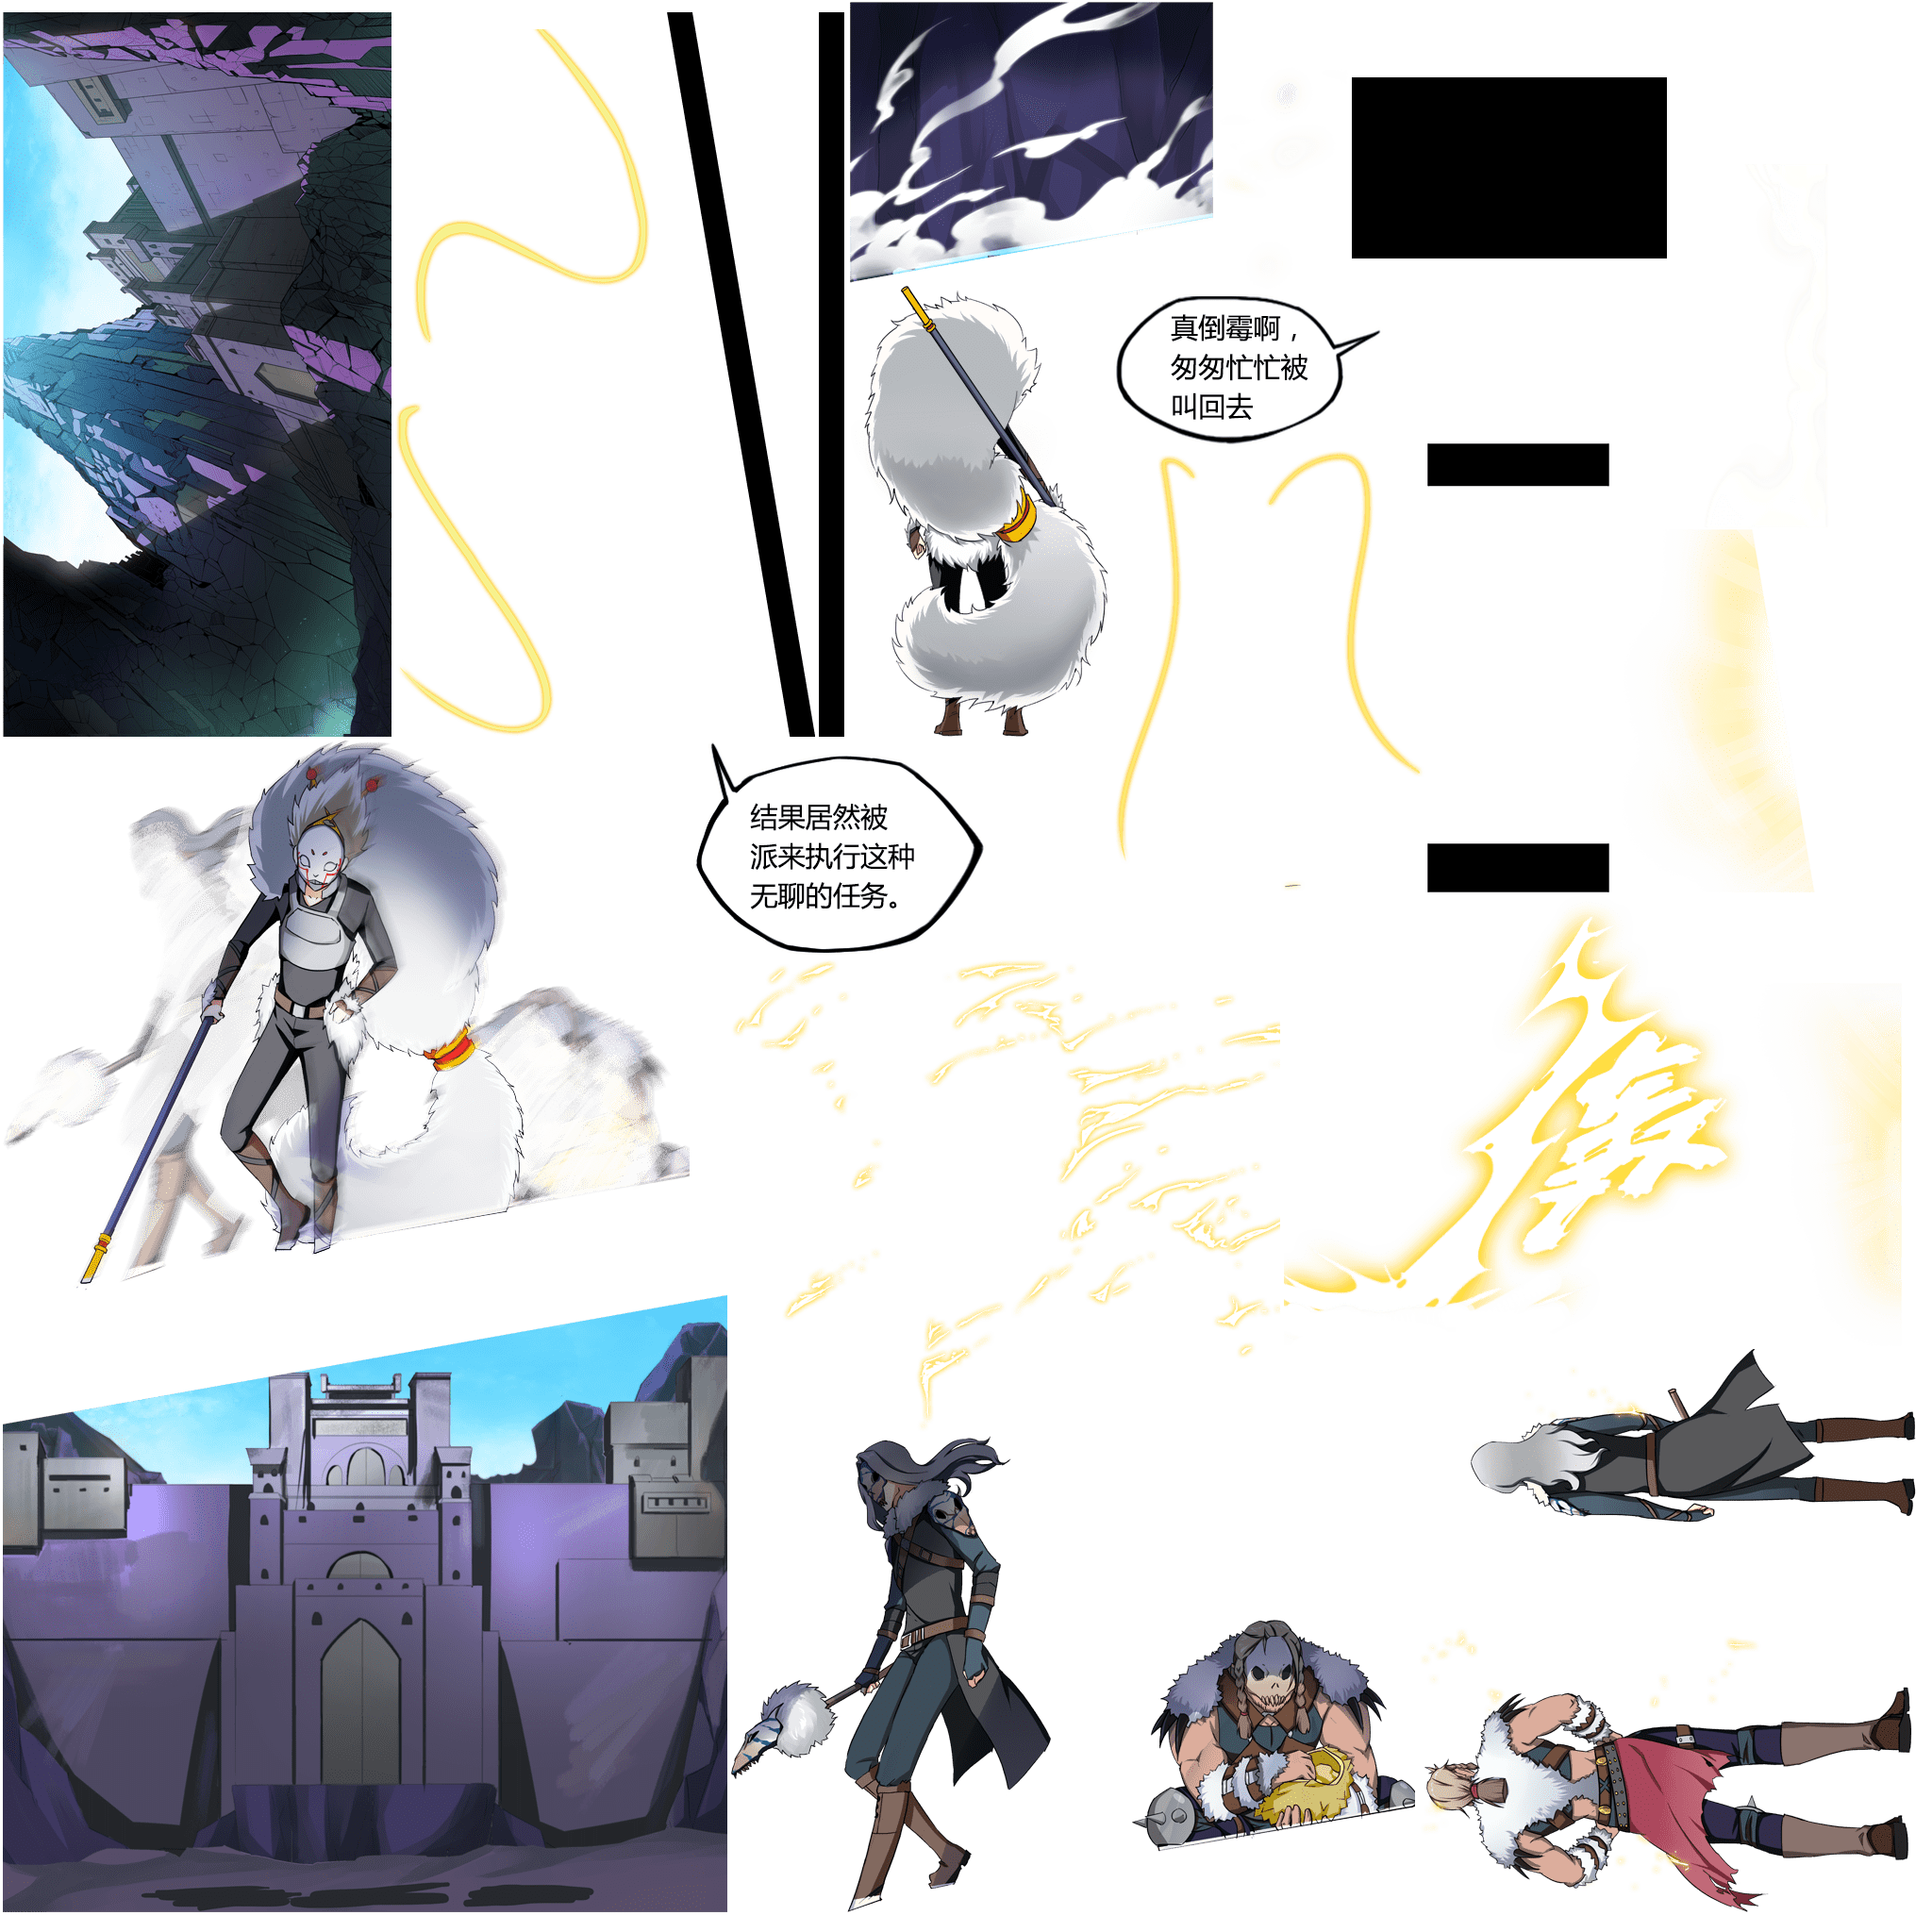 真倒霉啊，
匆匆忙忙被
叫回去
结果居然被
派来执行这种
无聊的任务。